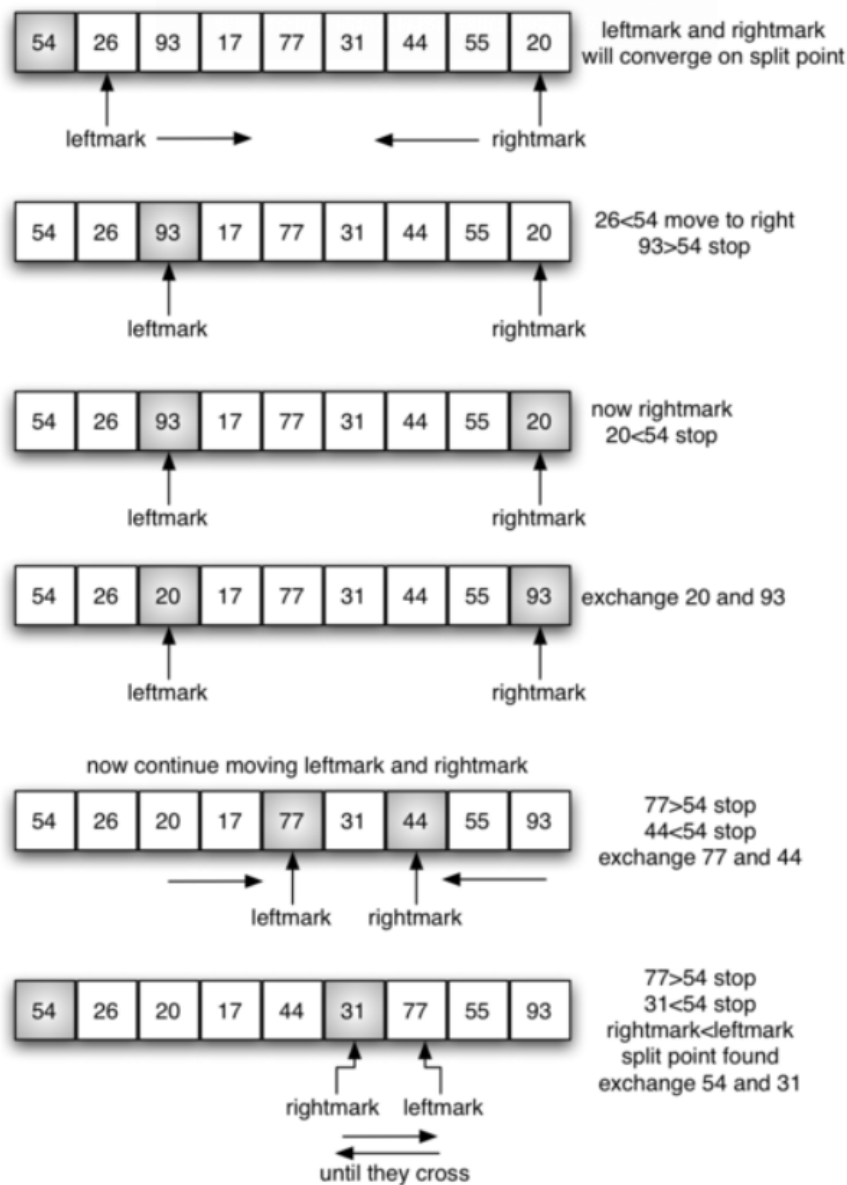 54 26 93 17 77 31 44 55 20
leftmark and rightmark
will converge on split point
leftmark rightmark
54 26 93 17 77 31 44 55 20
26<54 move to right
93>54 stop
leftmark rightmark
54 26 93 17 77 31 44 55 20
now rightmark
20<54 stop
leftmark rightmark
54 26 20 17 77 31 44 55 93
exchange 20 and 93
leftmark rightmark
now continue moving leftmark and rightmark
54 26 20 17 77 31 44 55 93
77>54 stop
44<54 stop
exchange 77 and 44
leftmark rightmark
54 26 20 17 44 31 77 55 93
77>54 stop
31<54 stop
rightmark<leftmark
split point found
exchange 54 and 31
rightmark leftmark
until they cross